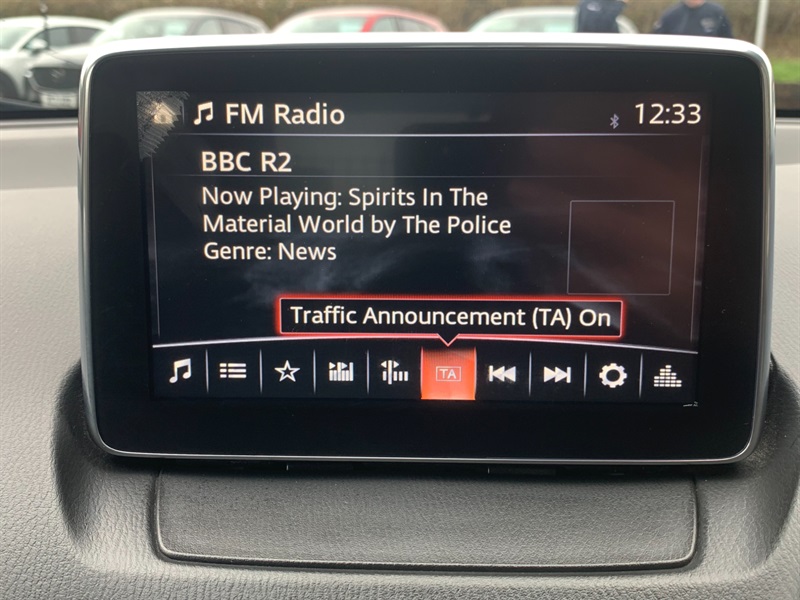 FM Radio
12:33
BBC R2
Now Playing: Spirits In The
Material World by The Police
Genre: News
Traffic Announcement (TA) On
TA